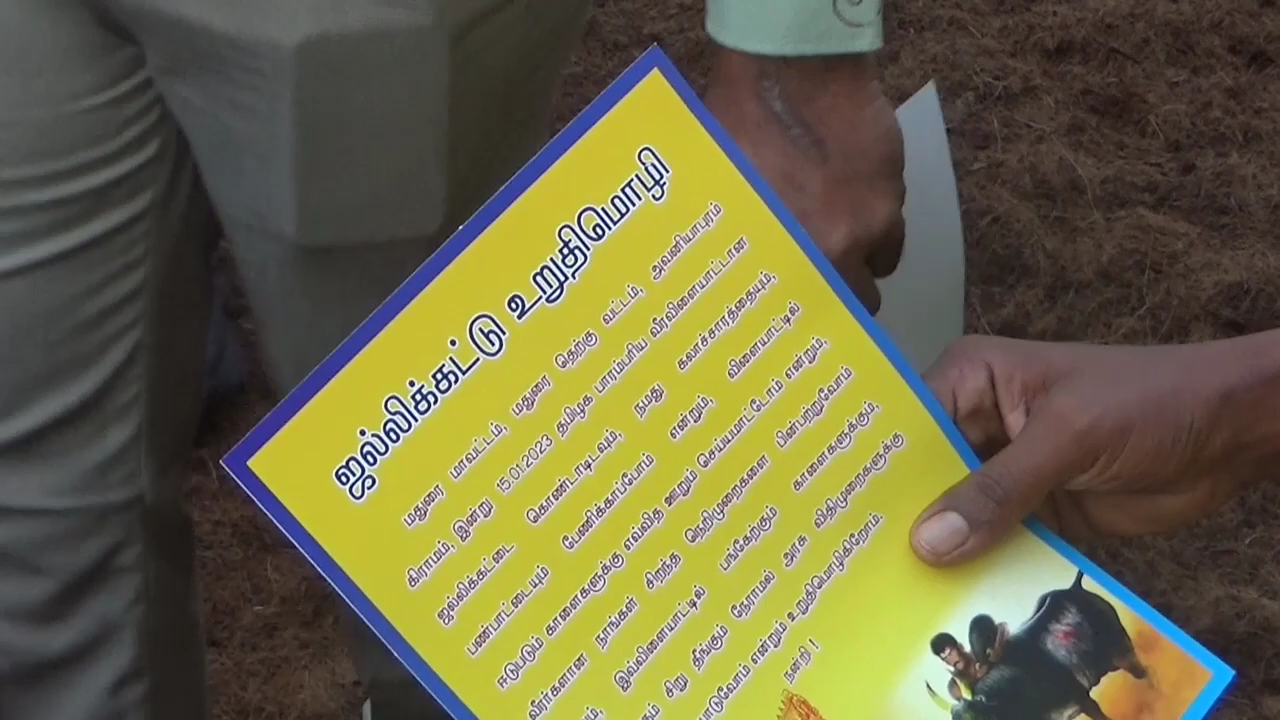 ஜல்லிக்கட்டு உறுதிமொழி
மதுரை மாவட்டம், மதுரை தெற்கு வட்டம், அவனியாபுரம்
கிராமம், இன்று 15.01.2023 தமிழக பாரம்பரிய வீரவிளையாட்டான
ஜல்லிக்கட்டை கொண்டாடிடவும், நமது கலாச்சாரத்தையும்,
பண்பாட்டையும் பேணிக்காப்போம் என்றும், விளையாட்டில்
ஈடுபடும் காளைகளுக்கு எவ்வித ஊறும் செய்யமாட்டோம் என்றும்,
வீரர்களான நாங்கள் சிறந்த நெறிமுறைகளை பின்பற்றுவோம்
இவ்விளையாட்டில் பங்கேற்கும் காளைகளுக்கும்,
சிறு தீங்கும் நேராமல் அரசு விதிமுறைகளுக்கு
என்றும் உறுதிமொழிகிறோம்.
நன்றி !